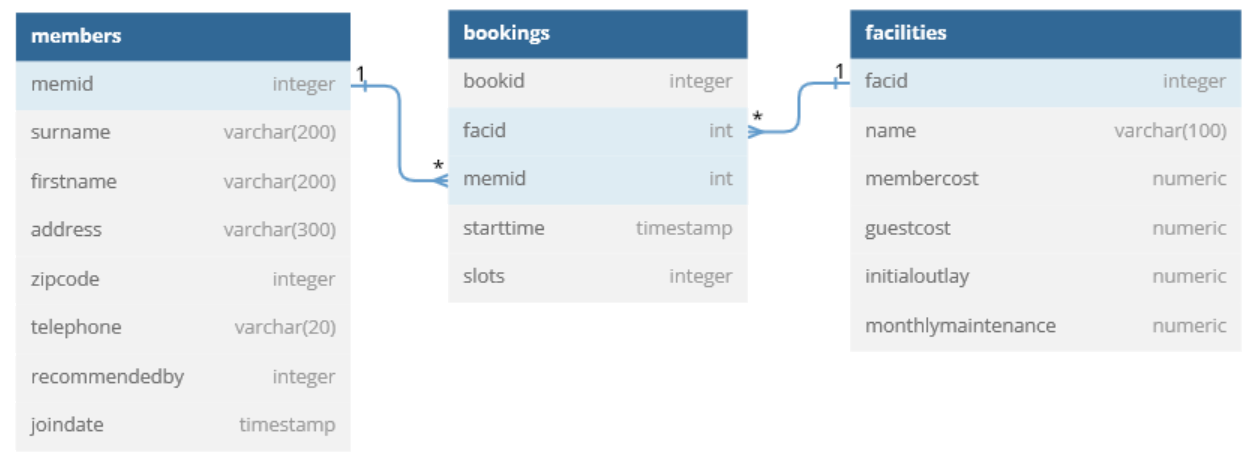 members
memid integer
surname varchar(200)
firstname varchar(200)
address varchar(300)
zipcode integer
telephone varchar(20)
recommendedby integer
joindate timestamp
1
*
bookings
bookid integer
facid int
memid int
starttime timestamp
slots integer
*
1
facilities
facid integer
name varchar(100)
membercost numeric
guestcost numeric
initialoutlay numeric
monthlymaintenance numeric